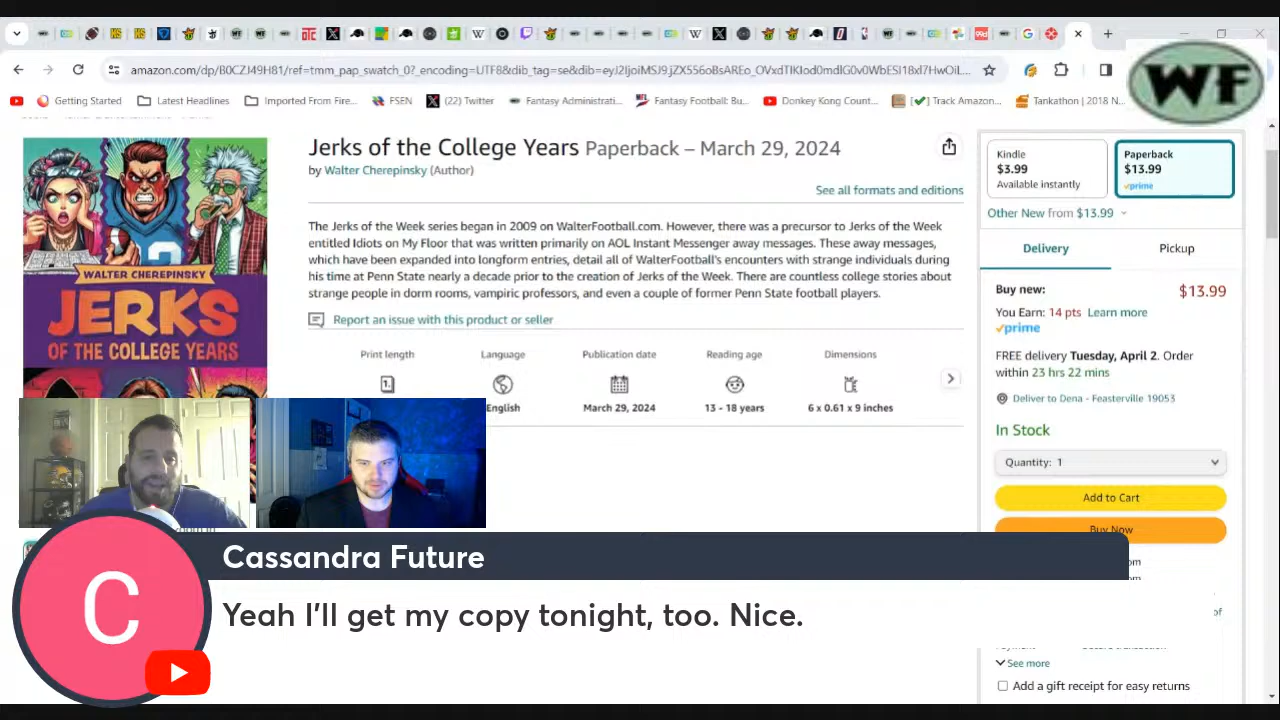 WF
Getting Started
Latest Headlines
Imported From Fire...
FSEN
(22) Twitter
Fantasy Administrati...
Fantasy Football: Bu...
Donkey Kong Count...
Track Amazon...
Tankathon | 2018 N...
Jerks of the College Years Paperback – March 29, 2024
by Walter Cherepinsky (Author)
See all formats and editions
The Jerks of the Week series began in 2009 on WalterFootball.com. However, there was a precursor to Jerks of the Week
entitled Idiots on My Floor that was written primarily on AOL Instant Messenger away messages. These away messages,
which have been expanded into longform entries, detail all of WalterFootball's encounters with strange individuals during
his time at Penn State nearly a decade prior to the creation of Jerks of the Week. There are countless college stories about
strange people in dorm rooms, vampiric professors, and even a couple of former Penn State football players.
Report an issue with this product or seller
Print length
Language
English
Publication date
March 29, 2024
Reading age
13 - 18 years
Dimensions
6 x 0.61 x 9 inches
WALTER CHEREPINSKY
JERKS
OF THE COLLEGE YEARS
Kindle
$3.99
Available instantly
Paperback
$13.99
prime
Other New from $13.99
Delivery
Pickup
Buy new:
$13.99
You Earn: 14 pts Learn more
prime
FREE delivery Tuesday, April 2. Order
within 23 hrs 22 mins
Deliver to Dena - Feasterville 19053
In Stock
Quantity: 1
Add to Cart
Buy Now
See more
Add a gift receipt for easy returns
C
Cassandra Future
Yeah I'll get my copy tonight, too. Nice.